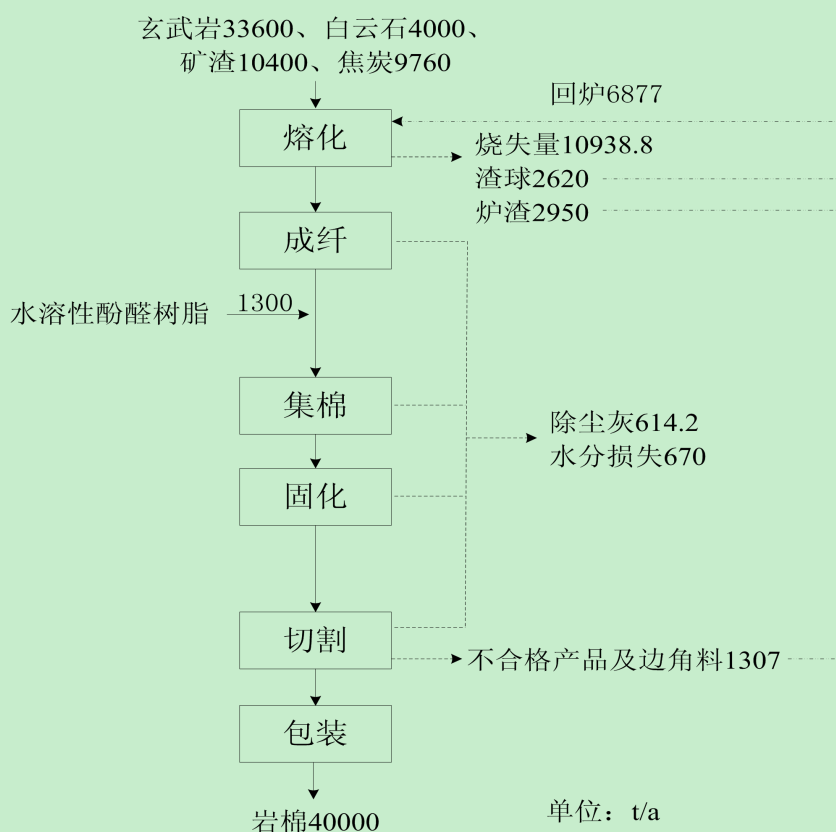 玄武岩33600、白云石4000、
矿渣10400、焦炭9760
回炉6877
熔化
烧失量10938.8
渣球2620
炉渣2950
成纤
水溶性酚醛树脂
1300
集棉
除尘灰614.2
水分损失670
固化
切割
不合格产品及边角料1307
包装
岩棉40000
单位：t/a